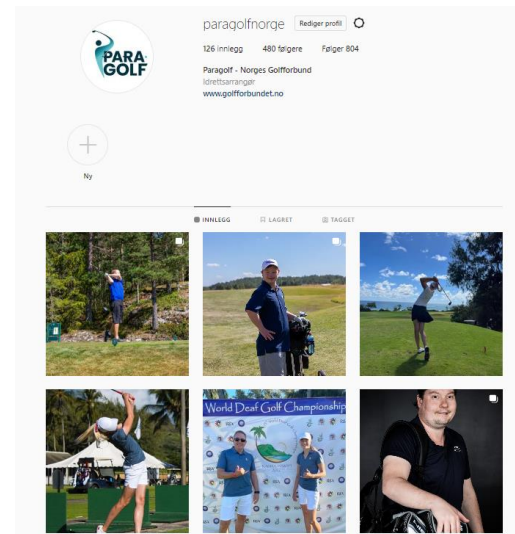 PARA
GOLF
paragolfnorge Rediger profil
126 innlegg 480 følgere Følger 804
Paragolf - Norges Golfforbund
Idrettsarrangør
www.golfforbundet.no
Ny
INNLEGG LAGRET TAGGET
World Deaf Golf Championship